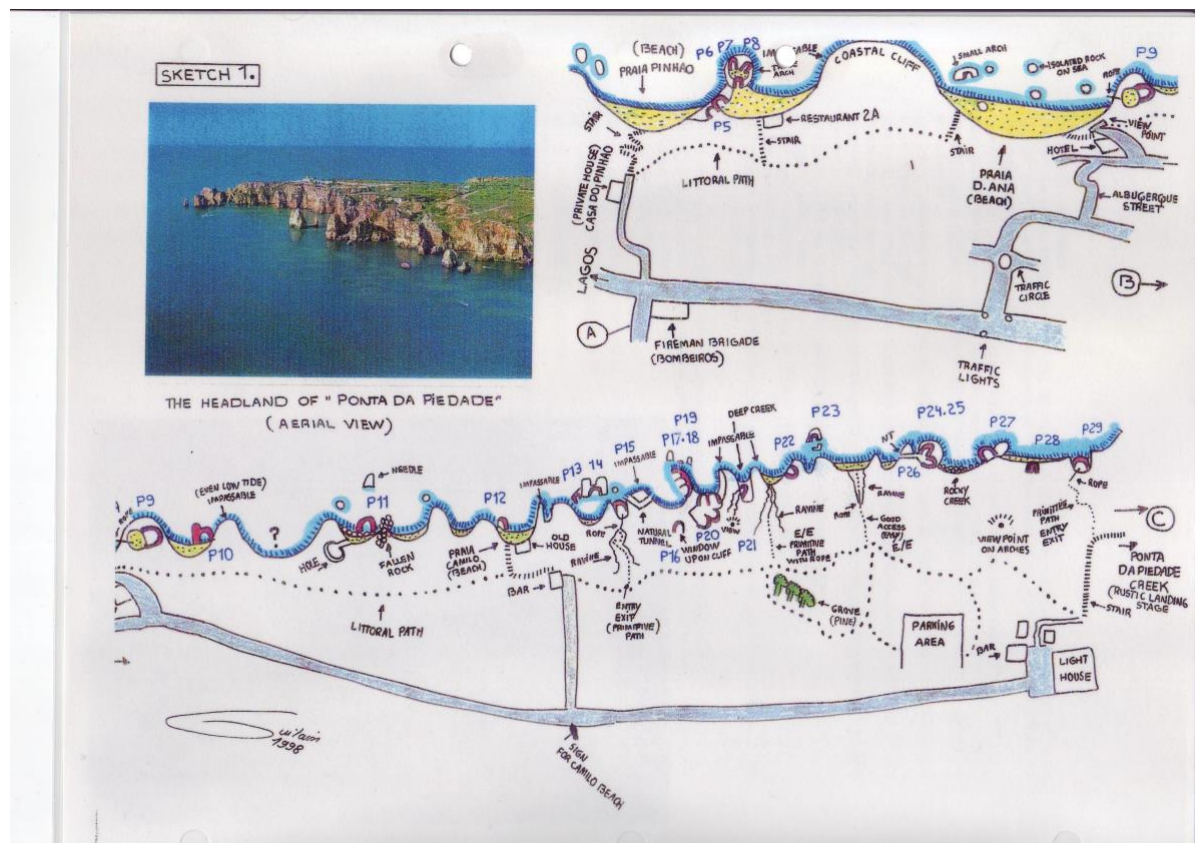 SKETCH 1.
THE HEADLAND OF "PONTA DA PIEDADE"
(AERIAL VIEW)
(BEACH)
PRAIA PINHÃO
P6
P7
P8
ARCH
COASTAL CLIFF
SMALL ARCH
ISOLATED ROCK
ON SEA
ROPE
P9
P5
RESTAURANT 2A
STAIR
STAIR
STAIR
VIEW
POINT
HOTEL
LITTORAL PATH
PRAIA
D.ANA
(BEACH)
(PRIVATE HOUSE)
CASA DO PINHÃO
ALBUQUERQUE
STREET
LAGOS
TRAFFIC
CIRCLE
B
A
FIREMAN BRIGADE
(BOMBEIROS)
TRAFFIC
LIGHTS
P9
ROPE
(EVEN LOW TIDE)
IMPASSABLE
NEEDLE
P10
?
P11
HOLE
FALLEN
ROCK
P12
PRAIA
CAMILO
(BEACH)
OLD
HOUSE
BAR
IMPASSABLE
P13
14
P15
IMPASSABLE
ROPE
RAVINE
NATURAL
TUNNEL
P16
WINDOW
UPON CLIFF
P17.18
P19
P20
VIEW
P21
DEEP CREEK
IMPASSABLE
P22
P23
RAVINE
E/E
PRIMITIVE
PATH
WITH ROPE
ROPE
RAVINE
GOOD
ACCESS
(EASY)
E/E
NT
P24.25
P26
ROCKY
CREEK
P27
P28
P29
ROPE
VIEW POINT
ON ARDIES
PRIMITIVE
PATH
ENTRY
EXIT
C
PONTA
DA PIEDADE
CREEK
(RUSTIC LANDING
STAGE
STAIR
LITTORAL PATH
ENTRY
EXIT
(PRIMITIVE)
PATH
GROVE
(PINE)
PARKING
AREA
BAR
LIGHT
HOUSE
1998
SIGN
FOR CAMILO BEACH